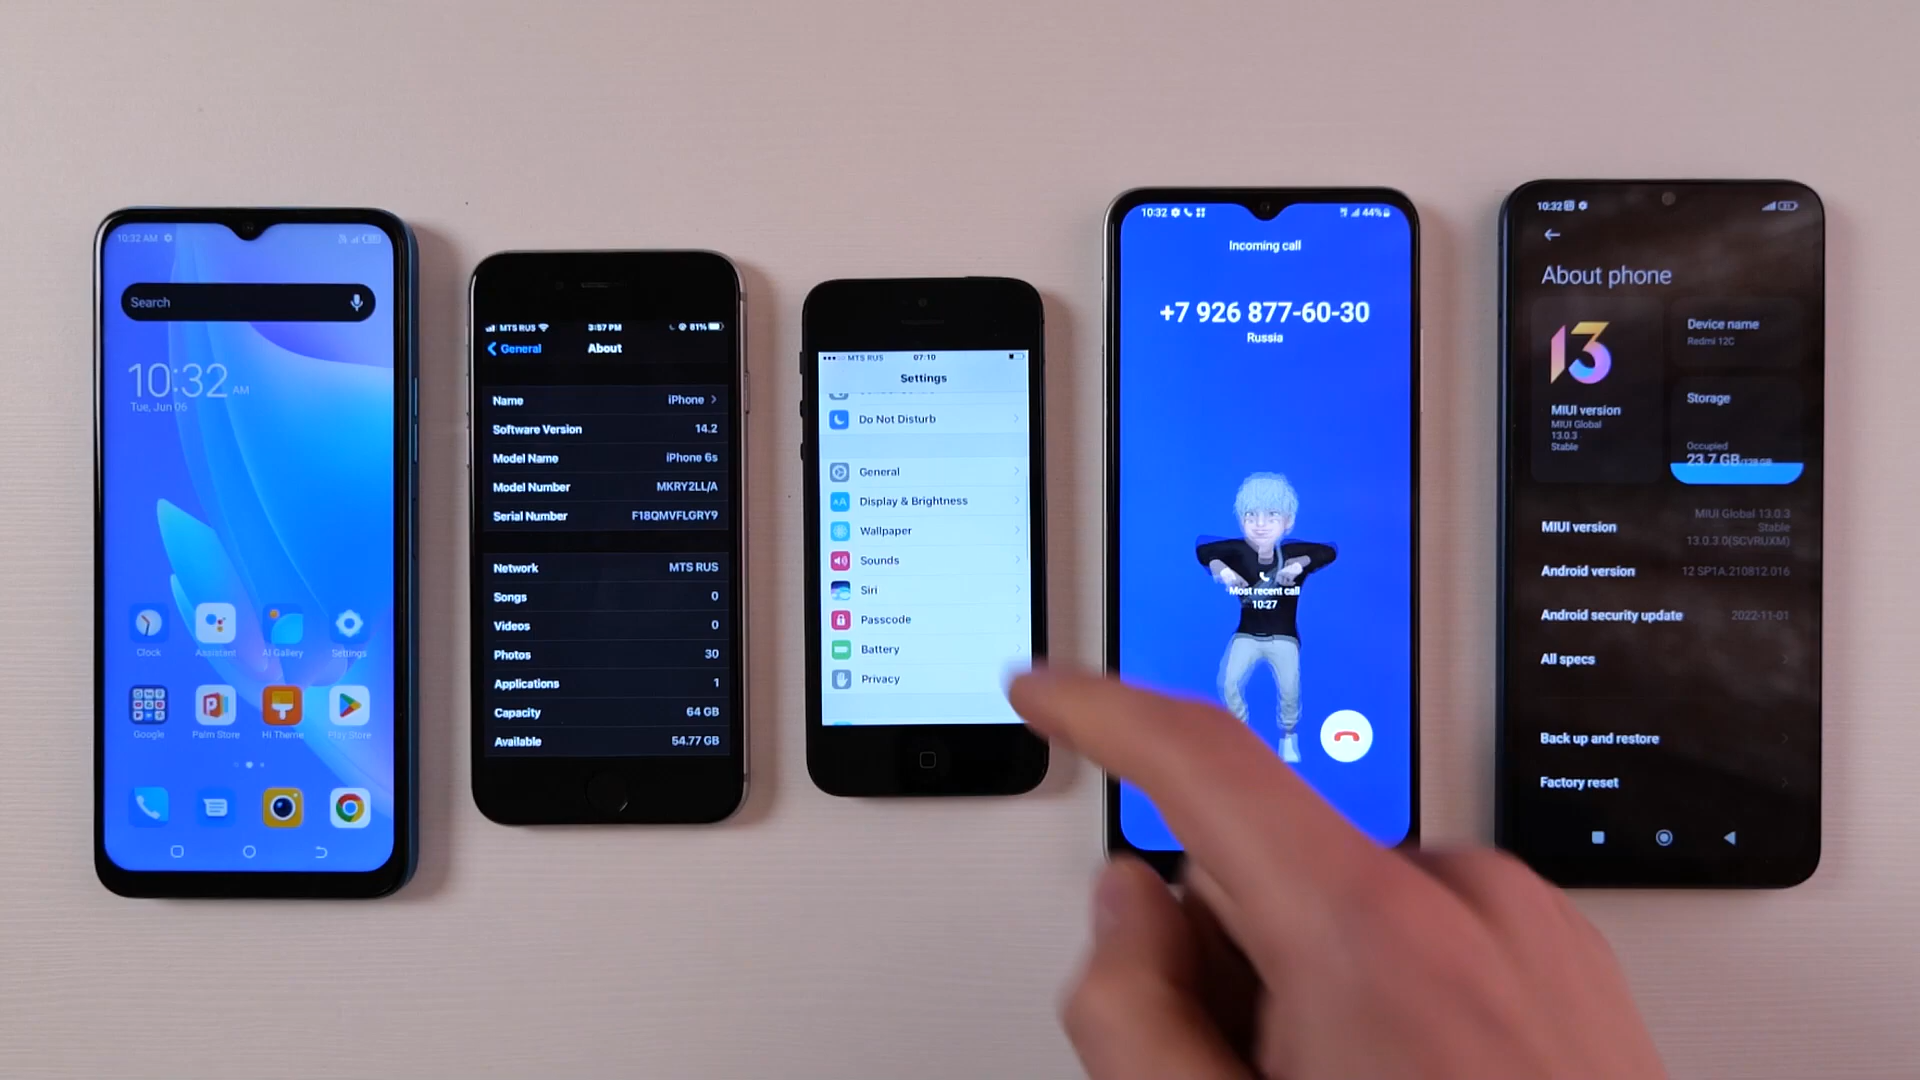 10:32 AM
Search
10:32 AM
Tue, Jun 06
Clock
Assistant
AI Gallery
Settings
Google
Palm Store
Hi Theme
Play Store
MTS RUS
3:57 PM
81%
General
About
Name
iPhone
Software Version
14.2
Model Name
iPhone 6s
Model Number
MKRY2LL/A
Serial Number
F18QMVFLGRY9
Network
MTS RUS
Songs
0
Videos
0
Photos
30
Applications
1
Capacity
64 GB
Available
54.77 GB
MTS RUS
07:10
Settings
Do Not Disturb
General
AA
Display & Brightness
Wallpaper
Sounds
Siri
Passcode
Battery
Privacy
10:32
44%
Incoming call
+7 926 877-60-30
Russia
Most recent call
10:27
10:32
About phone
13
MIUI version
MIUI Global
13.0.3
Stable
Device name
Redmi 12C
Storage
Occupied
23.7 GB
MIUI version
MIUI Global 13.0.3
Stable
13.0.3.0(SCVRUXM)
Android version
12 SP1A.210812.016
Android security update
2022-11-01
All specs
Back up and restore
Factory reset